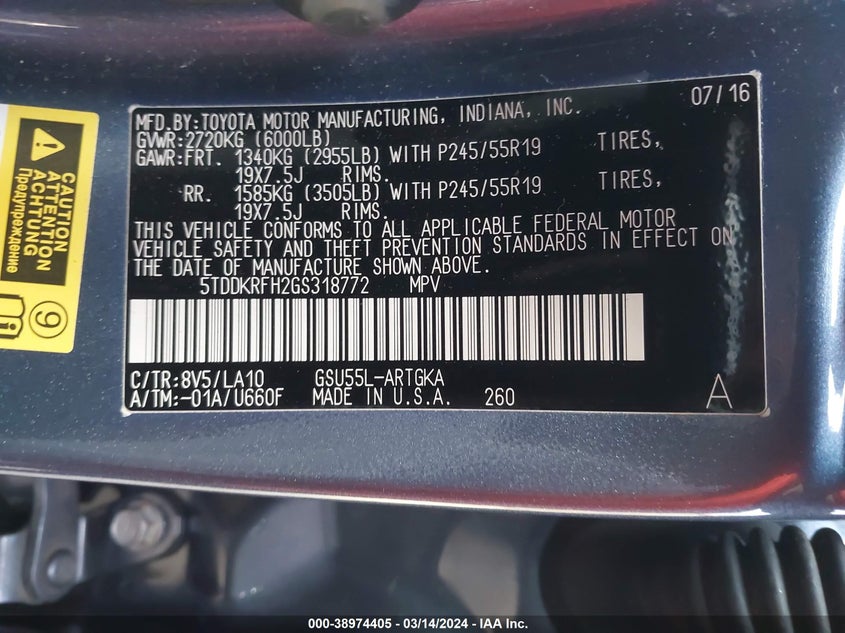 MFD.BY:TOYOTA MOTOR MANUFACTURING, INDIANA, INC. 07/16
GVWR:2720KG (6000LB)
GAWR:FRT. 1340KG (2955LB) WITH P245/55R19 TIRES,
19X7.5J RIMS.
RR. 1585KG (3505LB) WITH P245/55R19 TIRES,
19X7.5J RIMS.
THIS VEHICLE CONFORMS TO ALL APPLICABLE FEDERAL MOTOR
VEHICLE SAFETY AND THEFT PREVENTION STANDARDS IN EFFECT ON
THE DATE OF MANUFACTURE SHOWN ABOVE.
5TDDKRFH2GS318772 MPV
C/TR:8V5/LA10 GSU55L-ARTGKA
A/TM:-01A/U660F MADE IN U.S.A. 260 A
CAUTION
ATTENTION
ACHTUNG
Предупреждение
9
000-38974405 - 03/14/2024 - IAA Inc.